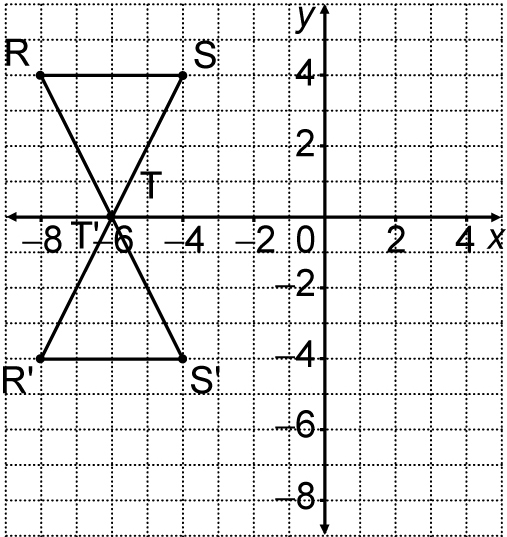 y
R S
4
2
T
–8 T' –6 –4 –2 0 2 4 x
–2
–4
R' S'
–6
–8